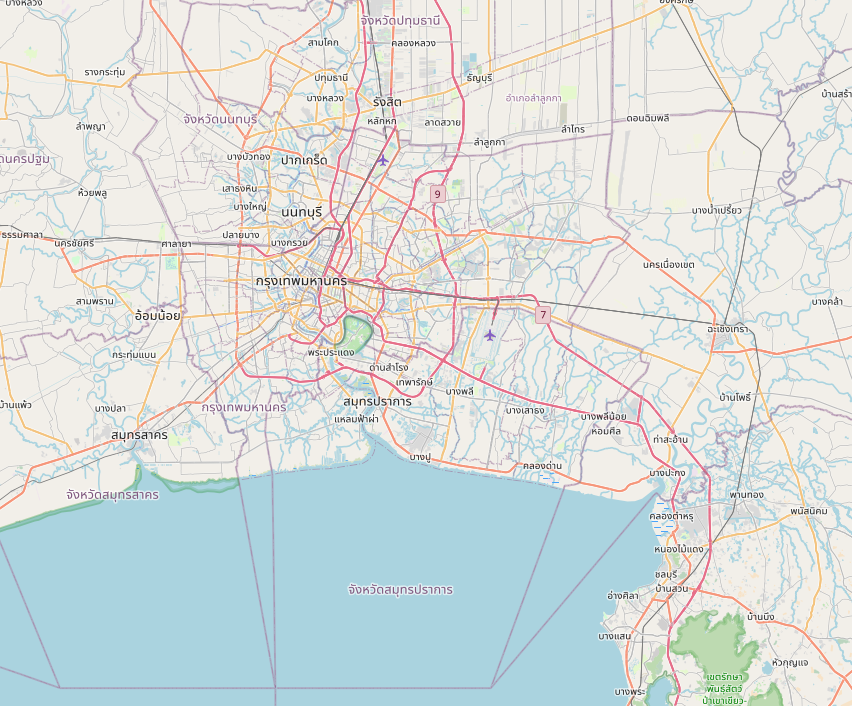 บางหลวง
จังหวัดปทุมธานี
องครักษ์
สามโคก
คลองหลวง
รางกระทุ่ม
ปทุมธานี
ธัญบุรี
บางหลวง
รังสิต
อำเภอลำลูกกา
จังหวัดนนทบุรี
หลักหก
ลาดสวาย
ดอนฉิมพลี
ลำพญา
ลำไทร
ลำลูกกา
บางบัวทอง
ปากเกร็ด
เสาธงหิน
ห้วยพลู
9
บางใหญ่
นนทบุรี
บางน้ำเปรี้ยว
ธรรมศาลา
ปลายบาง
นครชัยศรี
ศาลายา
บางกรวย
นครเนื่องเขต
กรุงเทพมหานคร
สามพราน
บางคล้า
อ้อมน้อย
7
ฉะเชิงเทรา
กระทุ่มแบน
พระประแดง
ด่านสำโรง
เทพารักษ์
บางพลี
บ้านโพธิ์
สมุทรปราการ
บ้านแพ้ว
บางปลา
กรุงเทพมหานคร
บางเสาธง
แหลมฟ้าผ่า
บางพลีน้อย
หอมศีล
สมุทรสาคร
ท่าสะอ้าน
บางปู
คลองด่าน
บางปะกง
จังหวัดสมุทรสาคร
พานทอง
พนัสนิคม
คลองตำหรุ
หนองไม้แดง
ชลบุรี
จังหวัดสมุทรปราการ
บ้านสวน
อ่างศิลา
บ้านบึง
บางแสน
หัวกุญแจ
เขตรักษา
พันธุ์สัตว์
ป่าเขาเขียว-
บางพระ